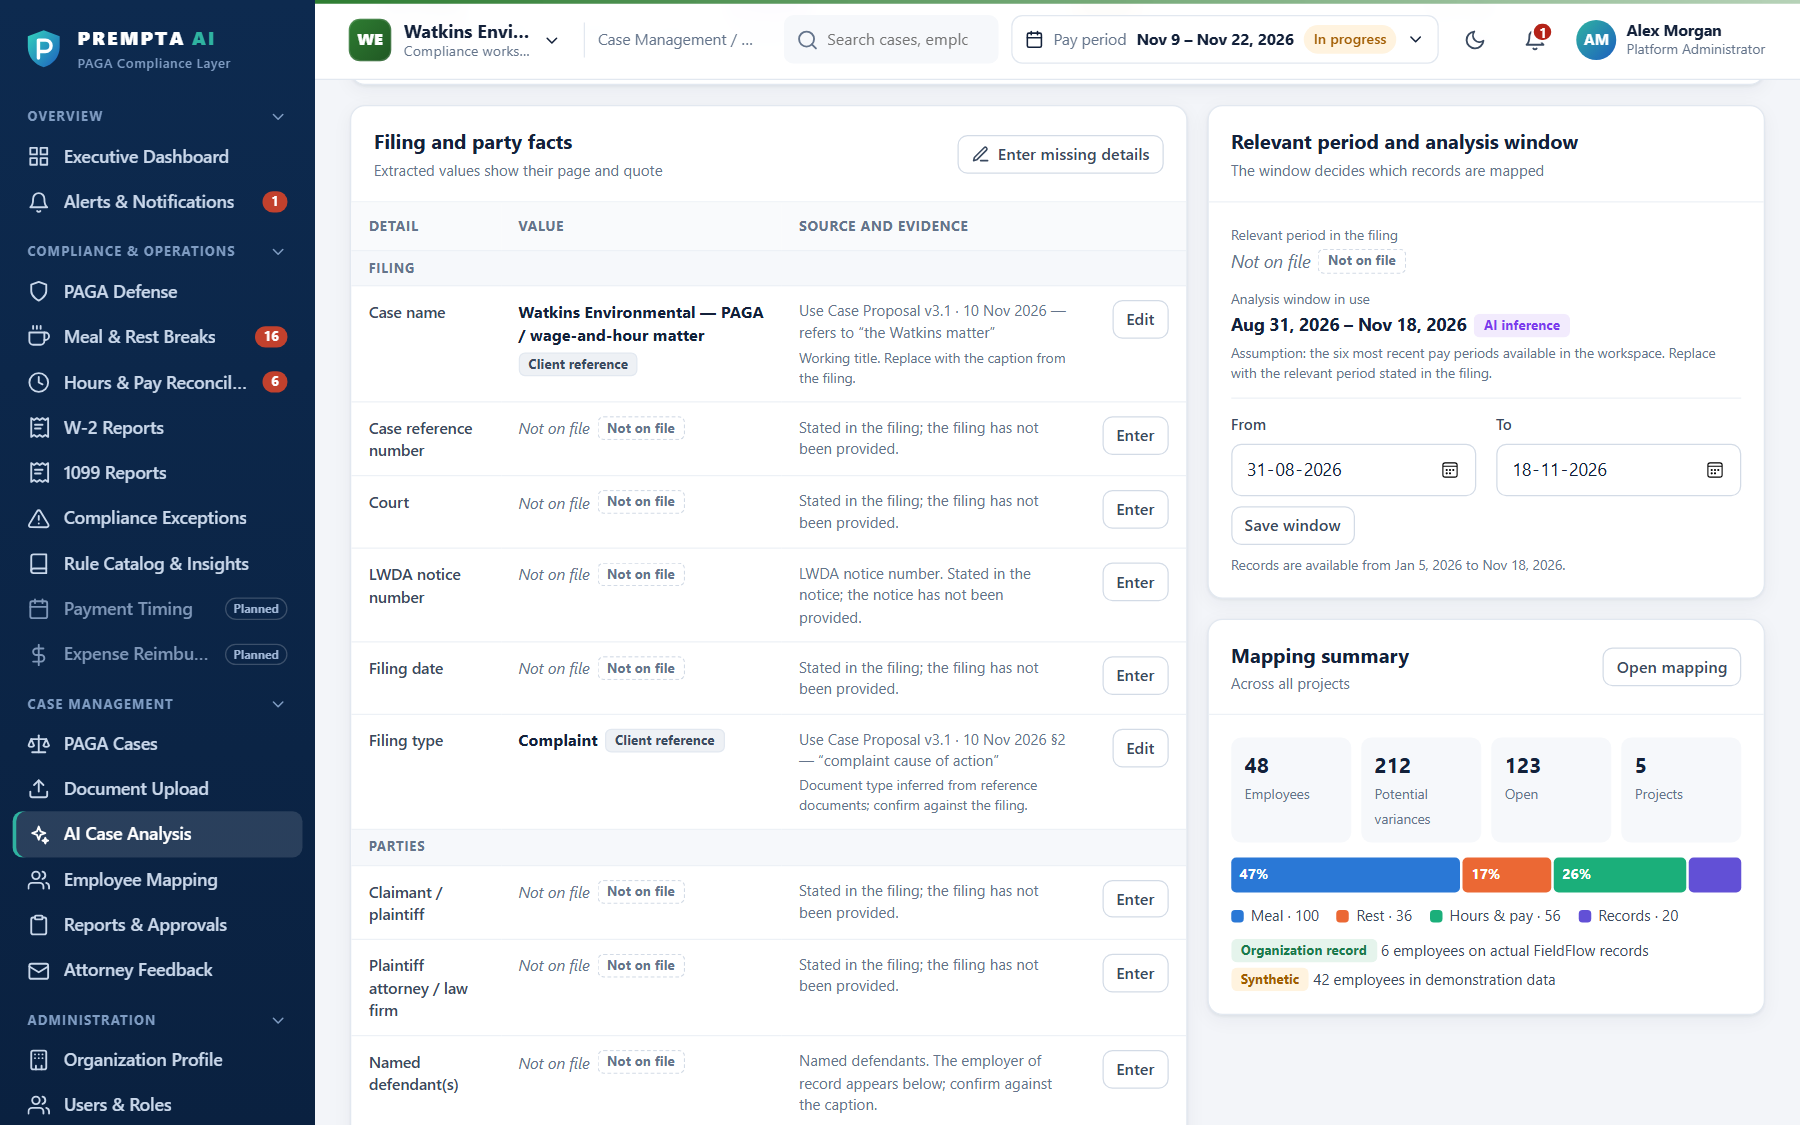 PREMPTA AI
PAGA Compliance Layer
OVERVIEW
Executive Dashboard
Alerts & Notifications 1
COMPLIANCE & OPERATIONS
PAGA Defense
Meal & Rest Breaks 16
Hours & Pay Reconcil... 6
W-2 Reports
1099 Reports
Compliance Exceptions
Rule Catalog & Insights
Payment Timing Planned
Expense Reimbu... Planned
CASE MANAGEMENT
PAGA Cases
Document Upload
AI Case Analysis
Employee Mapping
Reports & Approvals
Attorney Feedback
ADMINISTRATION
Organization Profile
Users & Roles
WE
Watkins Envi...
Compliance works...
Case Management / ...
Search cases, emplc
Pay period Nov 9 – Nov 22, 2026 In progress
1
AM
Alex Morgan
Platform Administrator
Filing and party facts
Extracted values show their page and quote
Enter missing details
DETAIL VALUE SOURCE AND EVIDENCE
FILING
Case name
Watkins Environmental — PAGA
/ wage-and-hour matter
Client reference
Use Case Proposal v3.1 · 10 Nov 2026 —
refers to “the Watkins matter”
Working title. Replace with the caption from
the filing.
Edit
Case reference
number
Not on file Not on file
Stated in the filing; the filing has not
been provided.
Enter
Court
Not on file Not on file
Stated in the filing; the filing has not
been provided.
Enter
LWDA notice
number
Not on file Not on file
LWDA notice number. Stated in the
notice; the notice has not been
provided.
Enter
Filing date
Not on file Not on file
Stated in the filing; the filing has not
been provided.
Enter
Filing type
Complaint Client reference
Use Case Proposal v3.1 · 10 Nov 2026 §2
— “complaint cause of action”
Document type inferred from reference
documents; confirm against the filing.
Edit
PARTIES
Claimant /
plaintiff
Not on file Not on file
Stated in the filing; the filing has not
been provided.
Enter
Plaintiff
attorney / law
firm
Not on file Not on file
Stated in the filing; the filing has not
been provided.
Enter
Named
defendant(s)
Not on file Not on file
Named defendants. The employer of
record appears below; confirm against
the caption.
Enter
Relevant period and analysis window
The window decides which records are mapped
Relevant period in the filing
Not on file Not on file
Analysis window in use
Aug 31, 2026 – Nov 18, 2026 AI inference
Assumption: the six most recent pay periods available in the workspace. Replace
with the relevant period stated in the filing.
From To
31-08-2026 18-11-2026
Save window
Records are available from Jan 5, 2026 to Nov 18, 2026.
Mapping summary
Across all projects
Open mapping
48
Employees
212
Potential
variances
123
Open
5
Projects
47% 17% 26%
Meal · 100 Rest · 36 Hours & pay · 56 Records · 20
Organization record 6 employees on actual FieldFlow records
Synthetic 42 employees in demonstration data